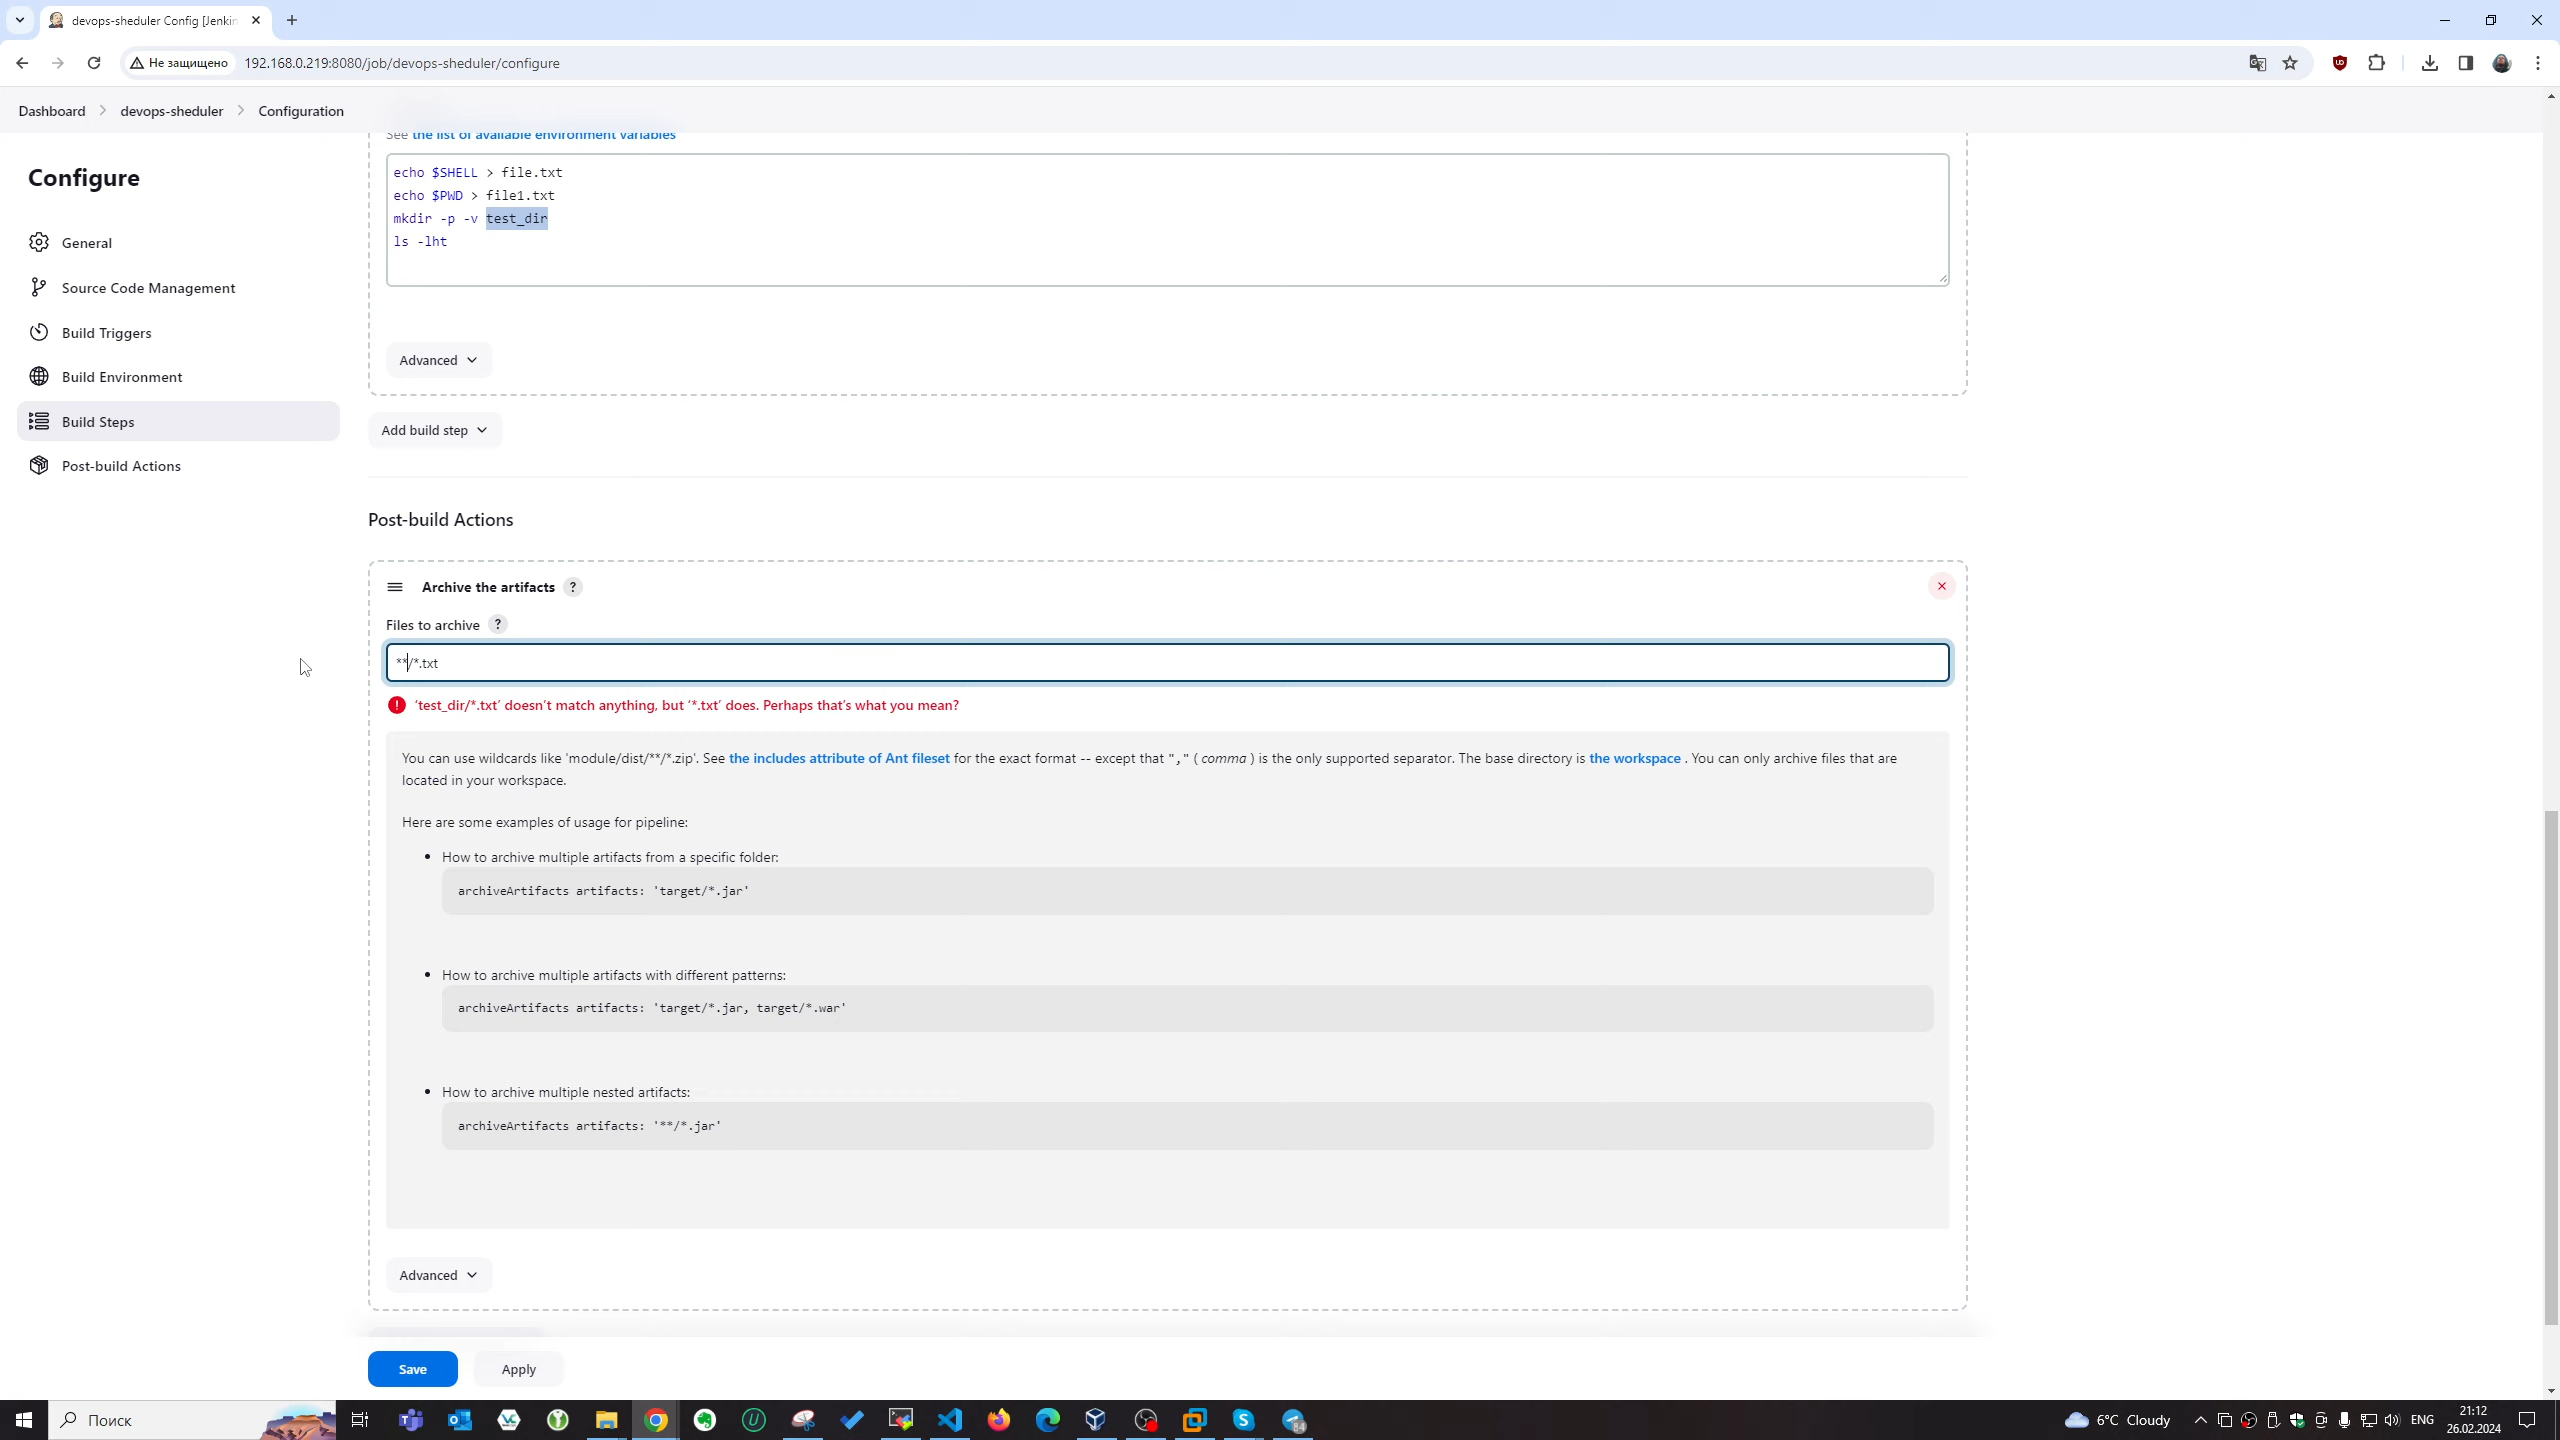 devops-sheduler Config [Jenkin
Не защищено
192.168.0.219:8080/job/devops-sheduler/configure
Dashboard
devops-sheduler
Configuration
Configure
General
Source Code Management
Build Triggers
Build Environment
Build Steps
Post-build Actions
See the list of available environment variables
echo $SHELL > file.txt
echo $PWD > file1.txt
mkdir -p -v test_dir
ls -lht
Advanced
Add build step
Post-build Actions
Archive the artifacts ?
Files to archive ?
**/*.txt
‘test_dir/*.txt’ doesn’t match anything, but ‘*.txt’ does. Perhaps that’s what you mean?
You can use wildcards like 'module/dist/**/*.zip'. See the includes attribute of Ant fileset for the exact format -- except that "," ( comma ) is the only supported separator. The base directory is the workspace . You can only archive files that are
located in your workspace.
Here are some examples of usage for pipeline:
How to archive multiple artifacts from a specific folder:
archiveArtifacts artifacts: 'target/*.jar'
How to archive multiple artifacts with different patterns:
archiveArtifacts artifacts: 'target/*.jar, target/*.war'
How to archive multiple nested artifacts:
archiveArtifacts artifacts: '**/*.jar'
Advanced
Save
Apply
Поиск
84
6°C Cloudy
ENG
21:12
26.02.2024